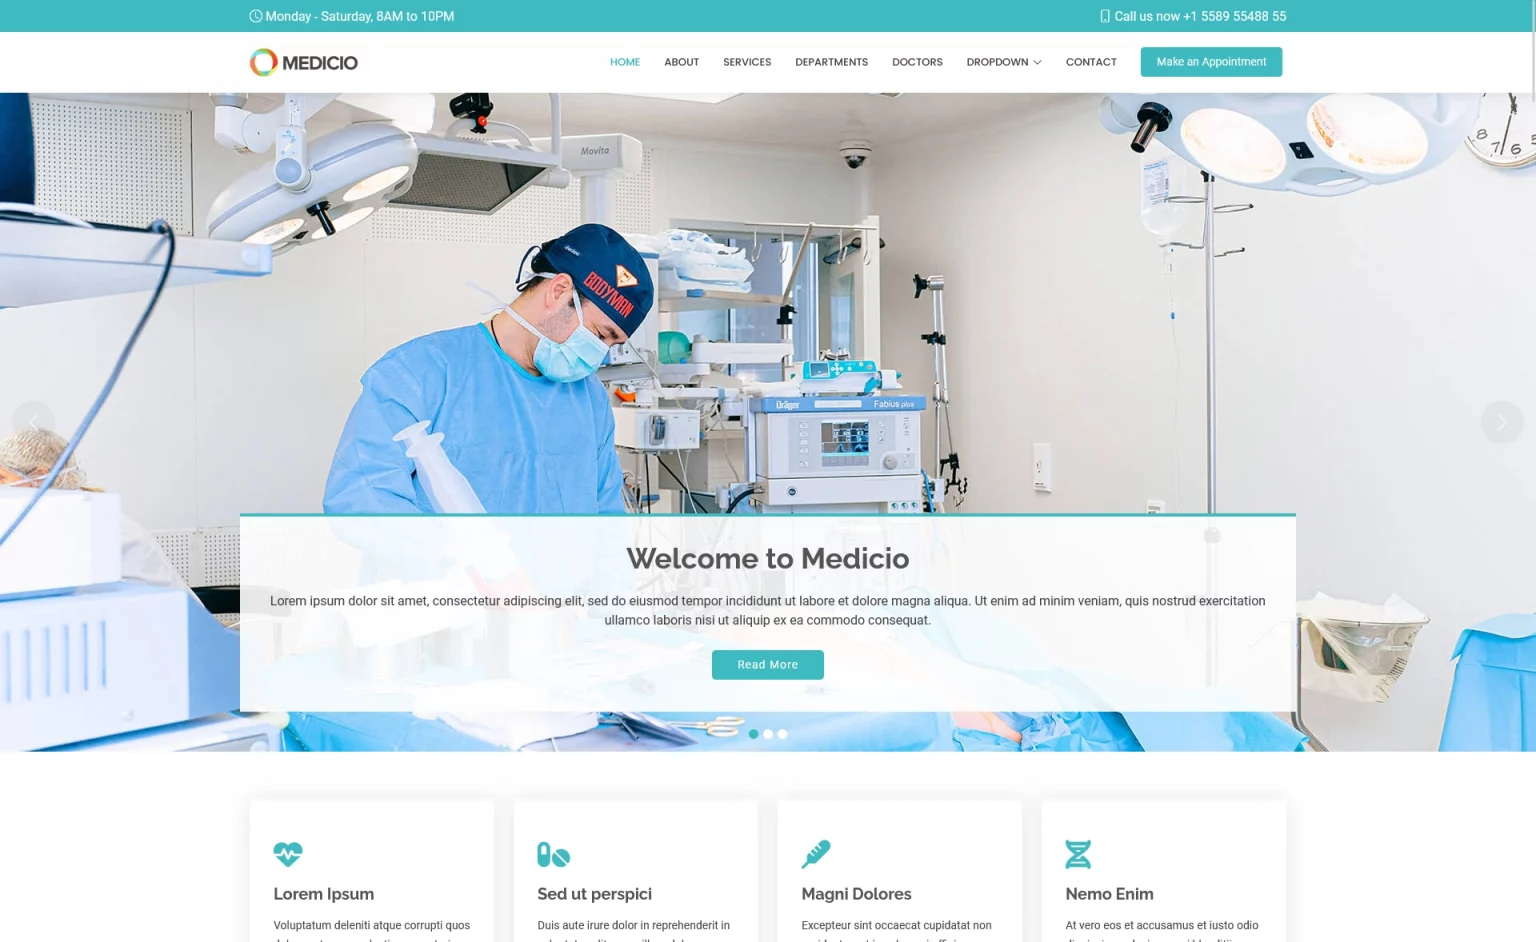 Monday - Saturday, 8AM to 10PM
Call us now +1 5589 55488 55
MEDICIO
HOME ABOUT SERVICES DEPARTMENTS DOCTORS DROPDOWN CONTACT Make an Appointment
Movita
8 7 6 5
BODYMAN
Dräger Fabius plus
Welcome to Medicio
Lorem ipsum dolor sit amet, consectetur adipiscing elit, sed do eiusmod tempor incididunt ut labore et dolore magna aliqua. Ut enim ad minim veniam, quis nostrud exercitation
ullamco laboris nisi ut aliquip ex ea commodo consequat.
Read More
Lorem Ipsum
Voluptatum deleniti atque corrupti quos
Sed ut perspici
Duis aute irure dolor in reprehenderit in
Magni Dolores
Excepteur sint occaecat cupidatat non
Nemo Enim
At vero eos et accusamus et iusto odio